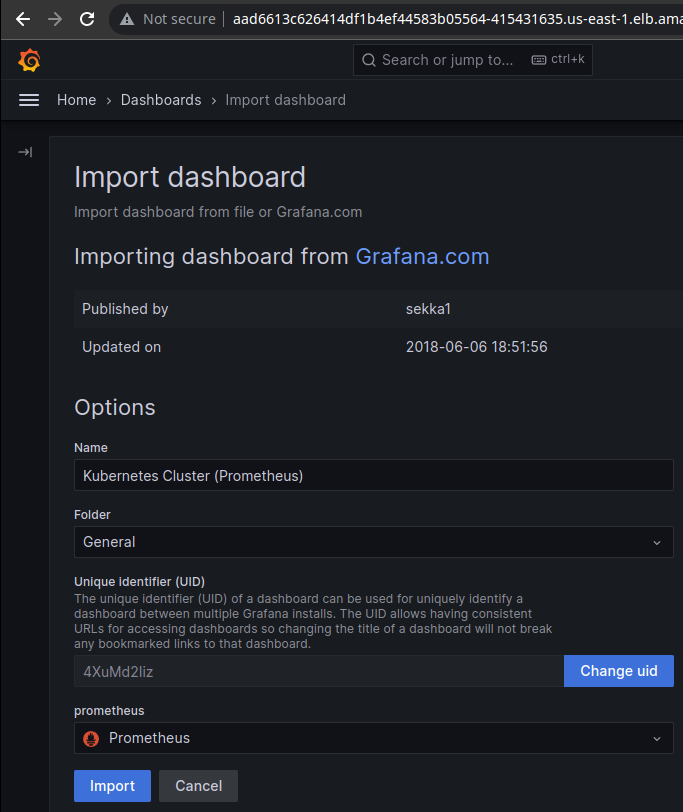 Not secure aad6613c626414df1b4ef44583b05564-415431635.us-east-1.elb.ama
Search or jump to... ctrl+k
Home › Dashboards › Import dashboard
Import dashboard
Import dashboard from file or Grafana.com
Importing dashboard from Grafana.com
Published by sekka1
Updated on 2018-06-06 18:51:56
Options
Name
Kubernetes Cluster (Prometheus)
Folder
General
Unique identifier (UID)
The unique identifier (UID) of a dashboard can be used for uniquely identify a
dashboard between multiple Grafana installs. The UID allows having consistent
URLs for accessing dashboards so changing the title of a dashboard will not break
any bookmarked links to that dashboard.
4XuMd2Iiz Change uid
prometheus
Prometheus
Import Cancel